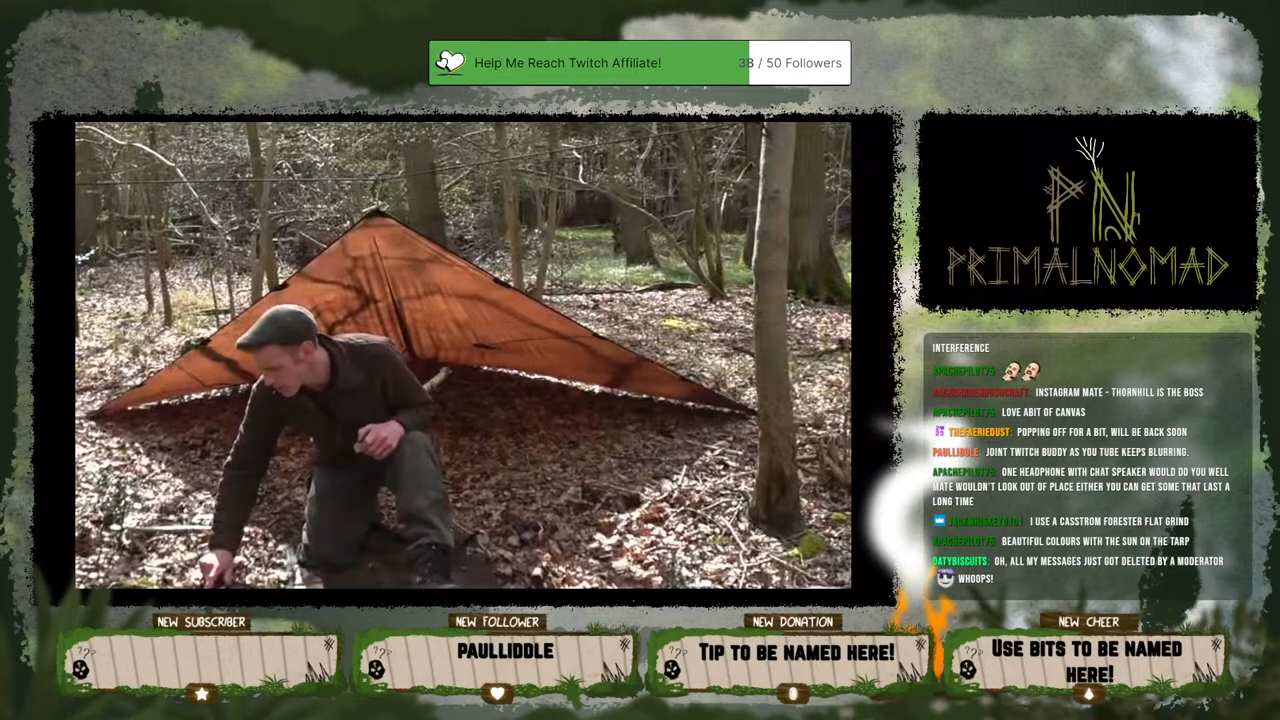 Help Me Reach Twitch Affiliate!
38 / 50 Followers
PN
PRIMALNOMAD
INTERFERENCE
APACHEPILOT75:
INSTAGRAM MATE - THORNHILL IS THE BOSS
APACHEPILOT75: LOVE ABIT OF CANVAS
THEFAERIEDUST: POPPING OFF FOR A BIT, WILL BE BACK SOON
PAULLIDDLE: JOINT TWITCH BUDDY AS YOU TUBE KEEPS BLURRING.
APACHEPILOT75: ONE HEADPHONE WITH CHAT SPEAKER WOULD DO YOU WELL
MATE WOULDN'T LOOK OUT OF PLACE EITHER YOU CAN GET SOME THAT LAST A
LONG TIME
I USE A CASSTROM FORESTER FLAT GRIND
APACHEPILOT75: BEAUTIFUL COLOURS WITH THE SUN ON THE TARP
OATYBISCUITS: OH, ALL MY MESSAGES JUST GOT DELETED BY A MODERATOR
WHOOPS!
NEW SUBSCRIBER
NEW FOLLOWER
PAULLIDDLE
NEW DONATION
TIP TO BE NAMED HERE!
NEW CHEER
USE BITS TO BE NAMED
HERE!